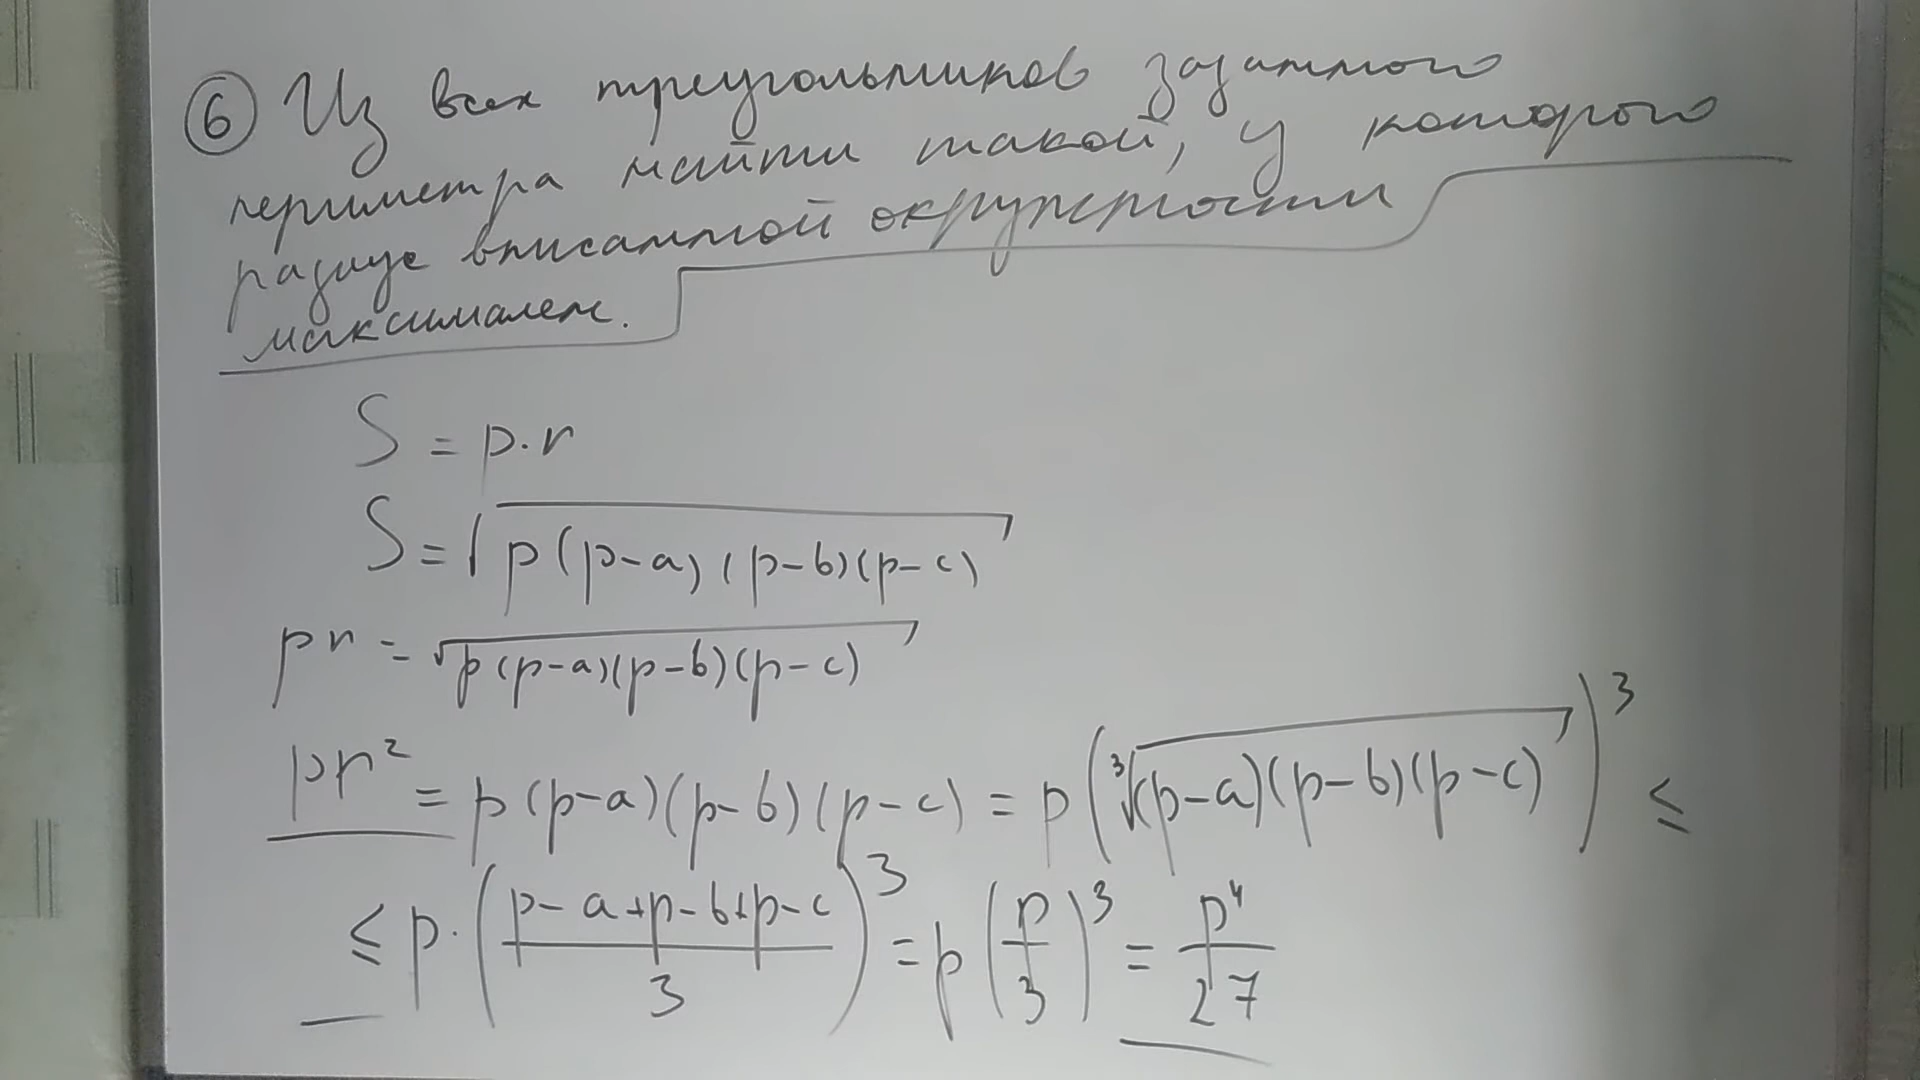 ⑥ Из всех треугольников заданного
периметра найти такой, у которого
радиус вписанной окружности
максимален.
S = p·r
S = √(p(p-a)(p-b)(p-c))
pr = √(p(p-a)(p-b)(p-c))
pr² = p(p-a)(p-b)(p-c) = p(∛((p-a)(p-b)(p-c)))³ ≤
≤ p·((p-a+p-b+p-c)/3)³ = p(p/3)³ = p⁴/27